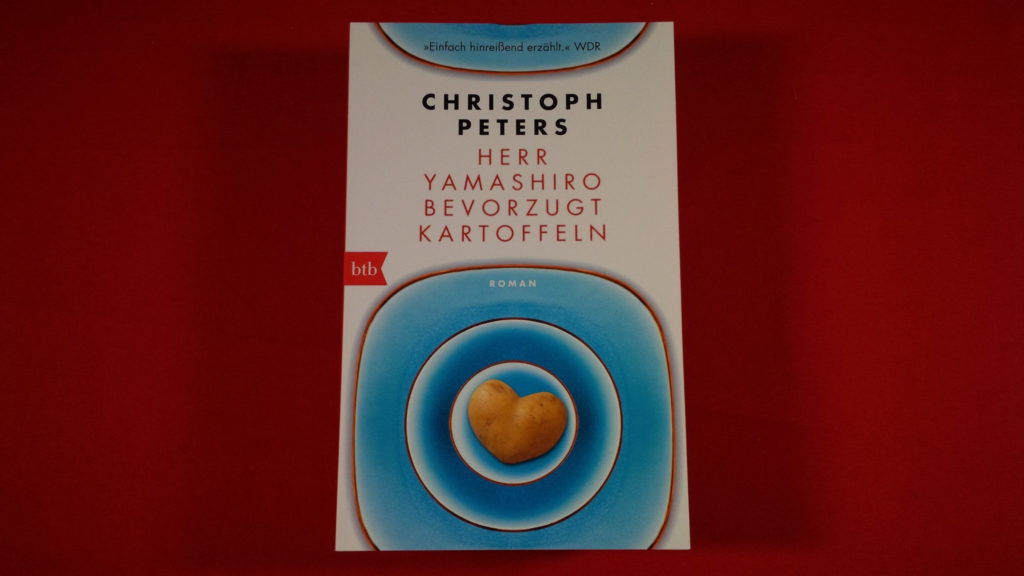 »Einfach hinreißend erzählt.« WDR
CHRISTOPH
PETERS
HERR
YAMASHIRO
BEVORZUGT
KARTOFFELN
btb
ROMAN